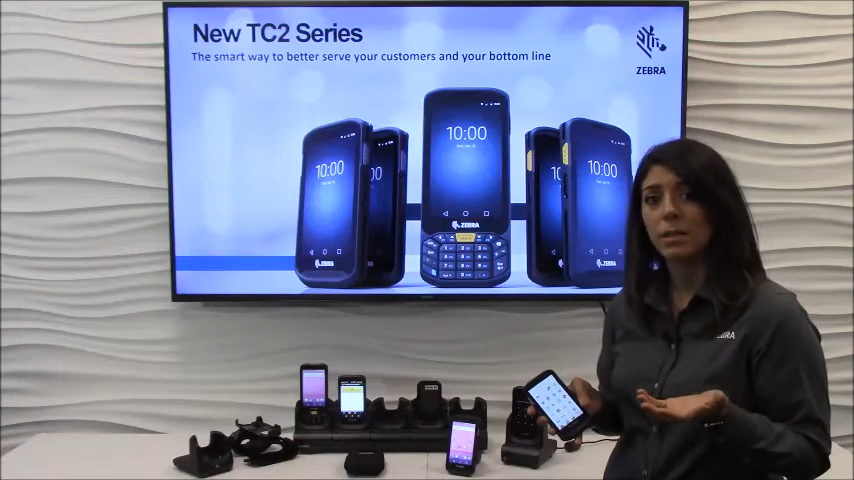 New TC2 Series
The smart way to better serve your customers and your bottom line
ZEBRA
10:00
10:00
10:00
ZEBRA
ZEBRA
ZEBRA
ZEBRA